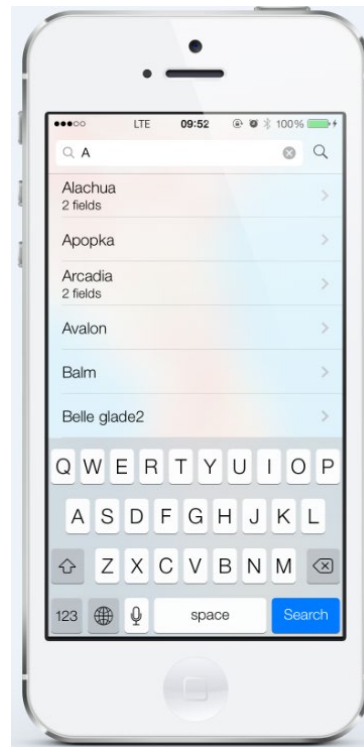 LTE 09:52 100%
A
Alachua
2 fields
Apopka
Arcadia
2 fields
Avalon
Balm
Belle glade2
Q W E R T Y U I O P
A S D F G H J K L
Z X C V B N M
123 space Search